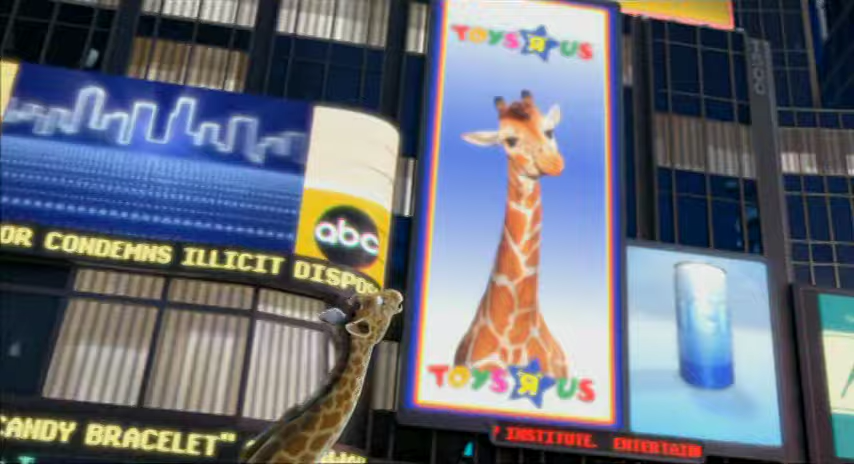 TOYS R US
abc
OR CONDEMNS ILLICIT DISPO
TOYS R US
CANDY BRACELET"
? INSTITUTE. ENTERTAIN